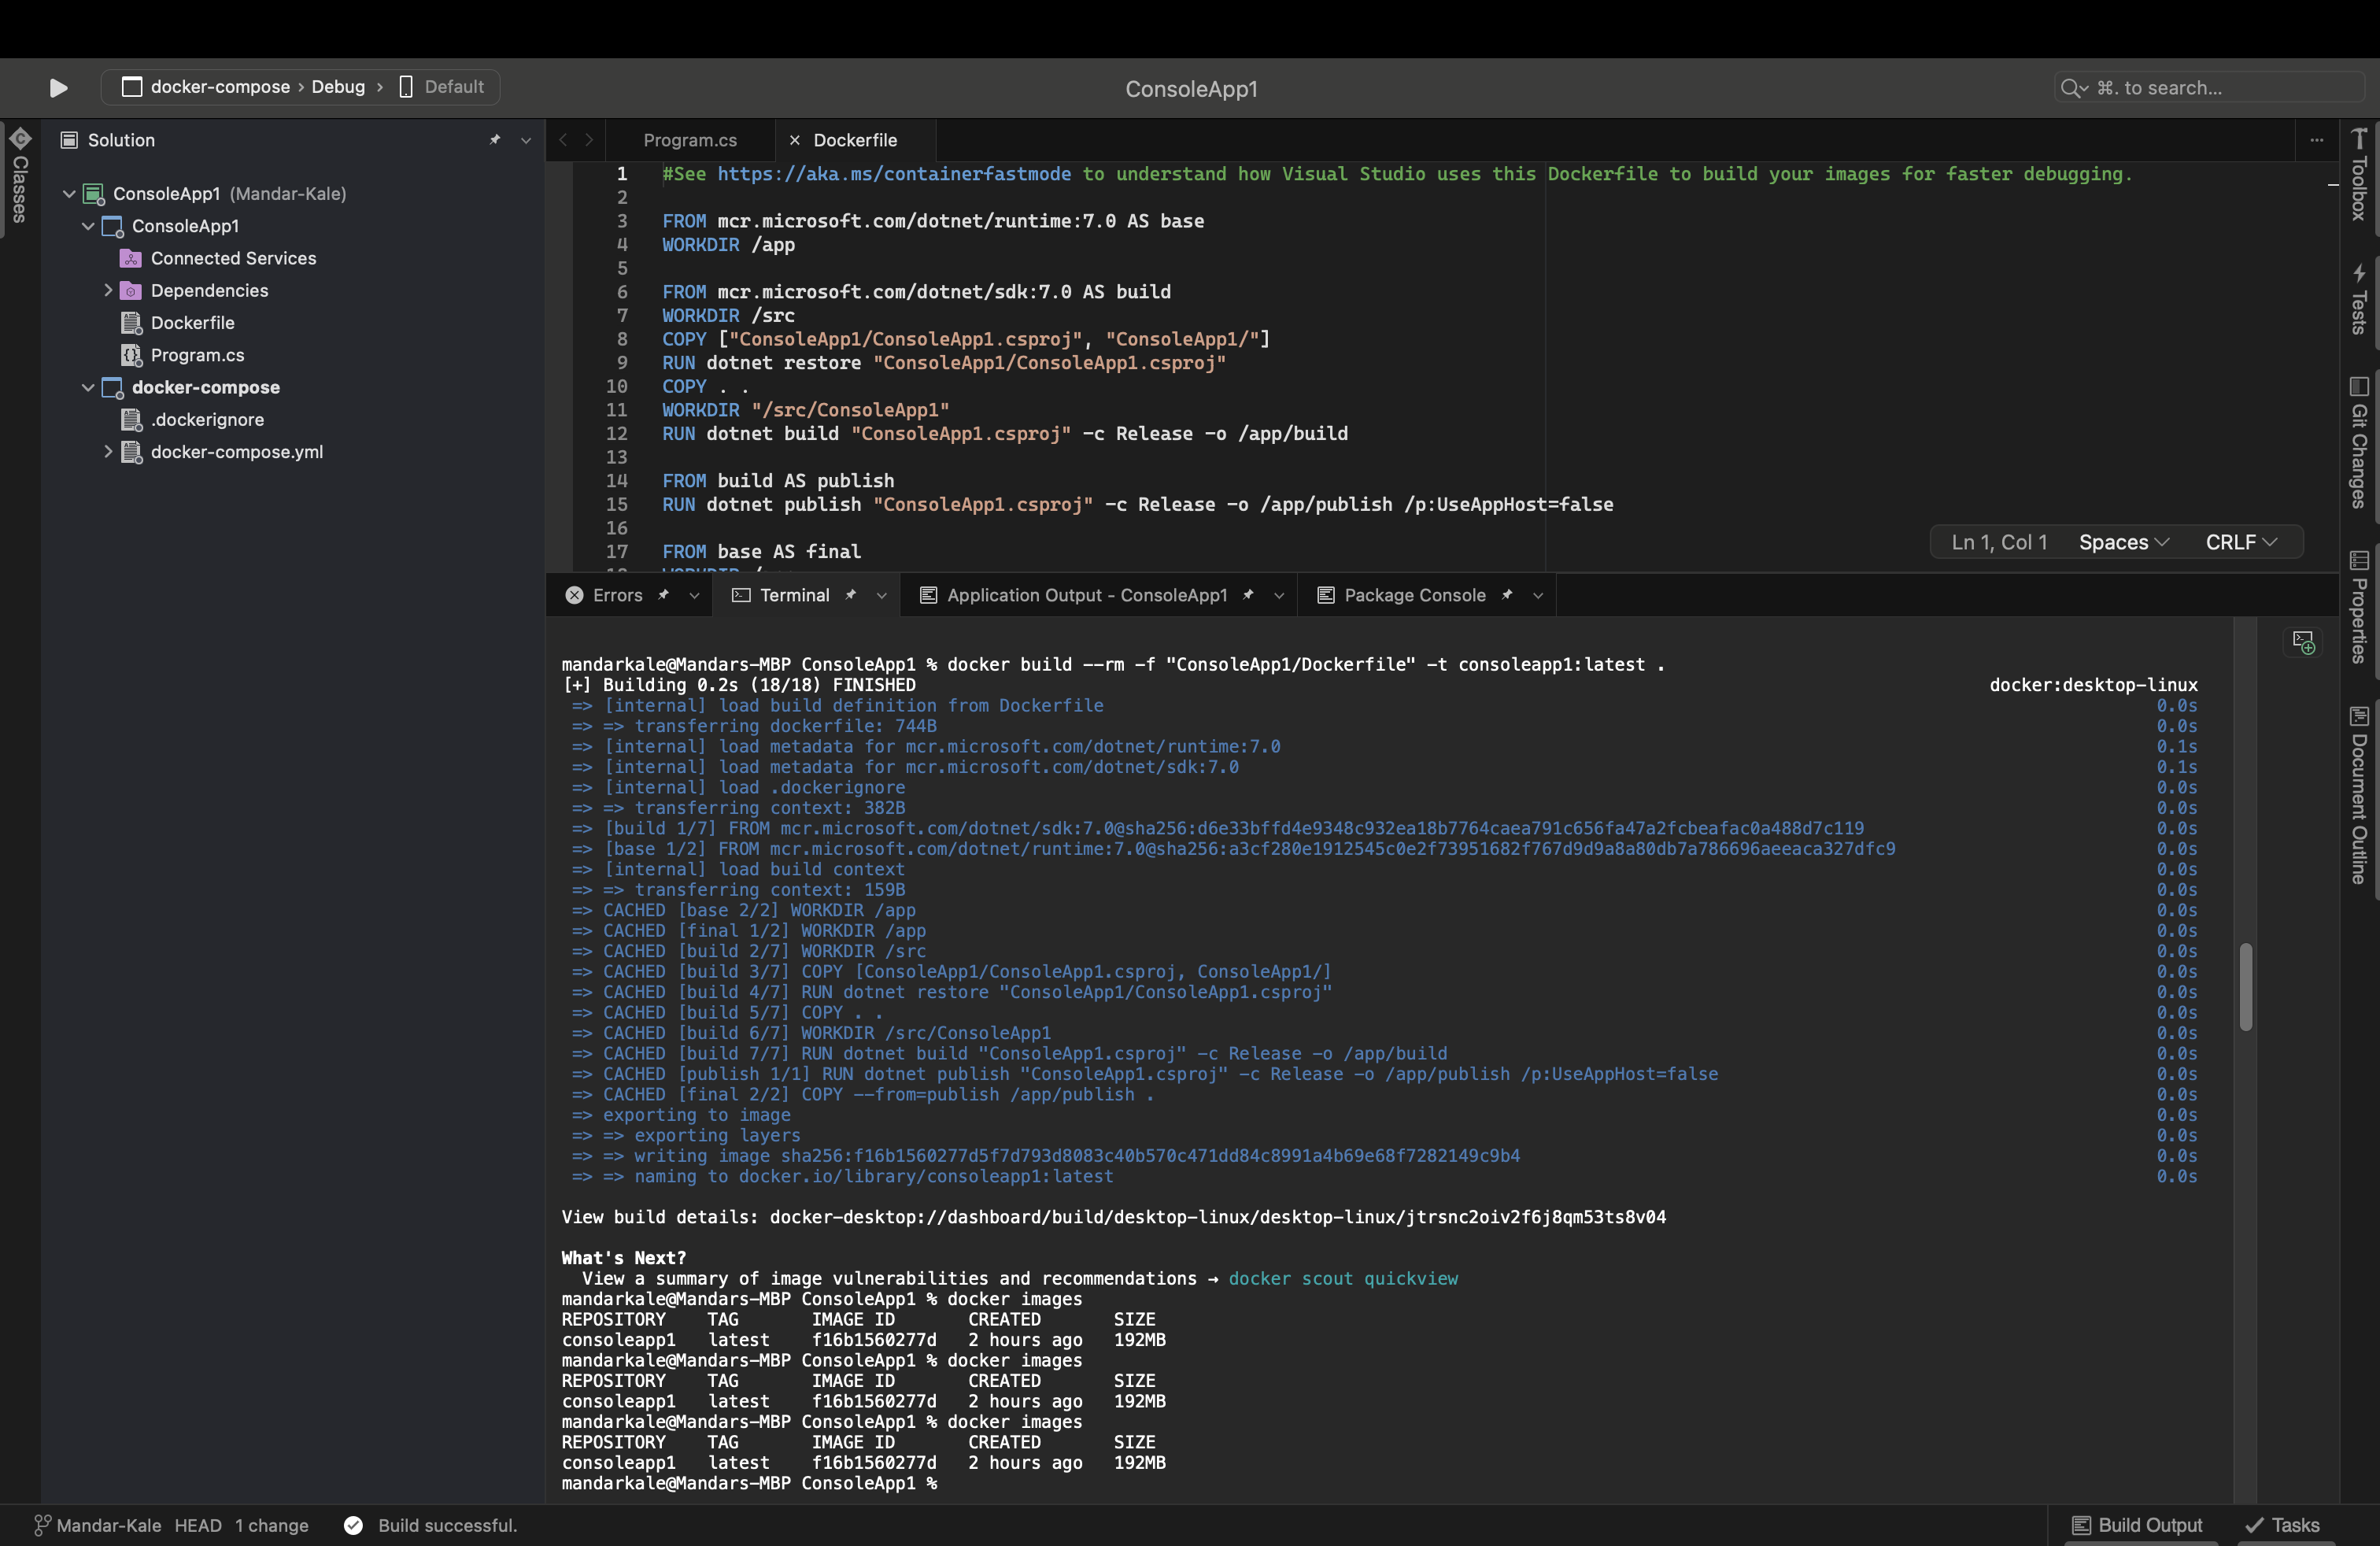 docker-compose › Debug › Default
ConsoleApp1
⌘. to search...
Classes
Solution
ConsoleApp1 (Mandar-Kale)
ConsoleApp1
Connected Services
Dependencies
Dockerfile
Program.cs
docker-compose
.dockerignore
docker-compose.yml
Program.cs
Dockerfile
1 #See https://aka.ms/containerfastmode to understand how Visual Studio uses this Dockerfile to build your images for faster debugging.
2
3 FROM mcr.microsoft.com/dotnet/runtime:7.0 AS base
4 WORKDIR /app
5
6 FROM mcr.microsoft.com/dotnet/sdk:7.0 AS build
7 WORKDIR /src
8 COPY ["ConsoleApp1/ConsoleApp1.csproj", "ConsoleApp1/"]
9 RUN dotnet restore "ConsoleApp1/ConsoleApp1.csproj"
10 COPY . .
11 WORKDIR "/src/ConsoleApp1"
12 RUN dotnet build "ConsoleApp1.csproj" -c Release -o /app/build
13
14 FROM build AS publish
15 RUN dotnet publish "ConsoleApp1.csproj" -c Release -o /app/publish /p:UseAppHost=false
16
17 FROM base AS final
Ln 1, Col 1 Spaces CRLF
Errors
Terminal
Application Output - ConsoleApp1
Package Console
mandarkale@Mandars-MBP ConsoleApp1 % docker build --rm -f "ConsoleApp1/Dockerfile" -t consoleapp1:latest .
[+] Building 0.2s (18/18) FINISHED docker:desktop-linux
=> [internal] load build definition from Dockerfile 0.0s
=> => transferring dockerfile: 744B 0.0s
=> [internal] load metadata for mcr.microsoft.com/dotnet/runtime:7.0 0.1s
=> [internal] load metadata for mcr.microsoft.com/dotnet/sdk:7.0 0.1s
=> [internal] load .dockerignore 0.0s
=> => transferring context: 382B 0.0s
=> [build 1/7] FROM mcr.microsoft.com/dotnet/sdk:7.0@sha256:d6e33bffd4e9348c932ea18b7764caea791c656fa47a2fcbeafac0a488d7c119 0.0s
=> [base 1/2] FROM mcr.microsoft.com/dotnet/runtime:7.0@sha256:a3cf280e1912545c0e2f73951682f767d9d9a8a80db7a786696aeeaca327dfc9 0.0s
=> [internal] load build context 0.0s
=> => transferring context: 159B 0.0s
=> CACHED [base 2/2] WORKDIR /app 0.0s
=> CACHED [final 1/2] WORKDIR /app 0.0s
=> CACHED [build 2/7] WORKDIR /src 0.0s
=> CACHED [build 3/7] COPY [ConsoleApp1/ConsoleApp1.csproj, ConsoleApp1/] 0.0s
=> CACHED [build 4/7] RUN dotnet restore "ConsoleApp1/ConsoleApp1.csproj" 0.0s
=> CACHED [build 5/7] COPY . . 0.0s
=> CACHED [build 6/7] WORKDIR /src/ConsoleApp1 0.0s
=> CACHED [build 7/7] RUN dotnet build "ConsoleApp1.csproj" -c Release -o /app/build 0.0s
=> CACHED [publish 1/1] RUN dotnet publish "ConsoleApp1.csproj" -c Release -o /app/publish /p:UseAppHost=false 0.0s
=> CACHED [final 2/2] COPY --from=publish /app/publish . 0.0s
=> exporting to image 0.0s
=> => exporting layers 0.0s
=> => writing image sha256:f16b1560277d5f7d793d8083c40b570c471dd84c8991a4b69e68f7282149c9b4 0.0s
=> => naming to docker.io/library/consoleapp1:latest 0.0s
View build details: docker-desktop://dashboard/build/desktop-linux/desktop-linux/jtrsnc2oiv2f6j8qm53ts8v04
What's Next?
View a summary of image vulnerabilities and recommendations → docker scout quickview
mandarkale@Mandars-MBP ConsoleApp1 % docker images
REPOSITORY TAG IMAGE ID CREATED SIZE
consoleapp1 latest f16b1560277d 2 hours ago 192MB
mandarkale@Mandars-MBP ConsoleApp1 % docker images
REPOSITORY TAG IMAGE ID CREATED SIZE
consoleapp1 latest f16b1560277d 2 hours ago 192MB
mandarkale@Mandars-MBP ConsoleApp1 % docker images
REPOSITORY TAG IMAGE ID CREATED SIZE
consoleapp1 latest f16b1560277d 2 hours ago 192MB
mandarkale@Mandars-MBP ConsoleApp1 %
Toolbox
Tests
Git Changes
Properties
Document Outline
Mandar-Kale HEAD 1 change
Build successful.
Build Output
Tasks